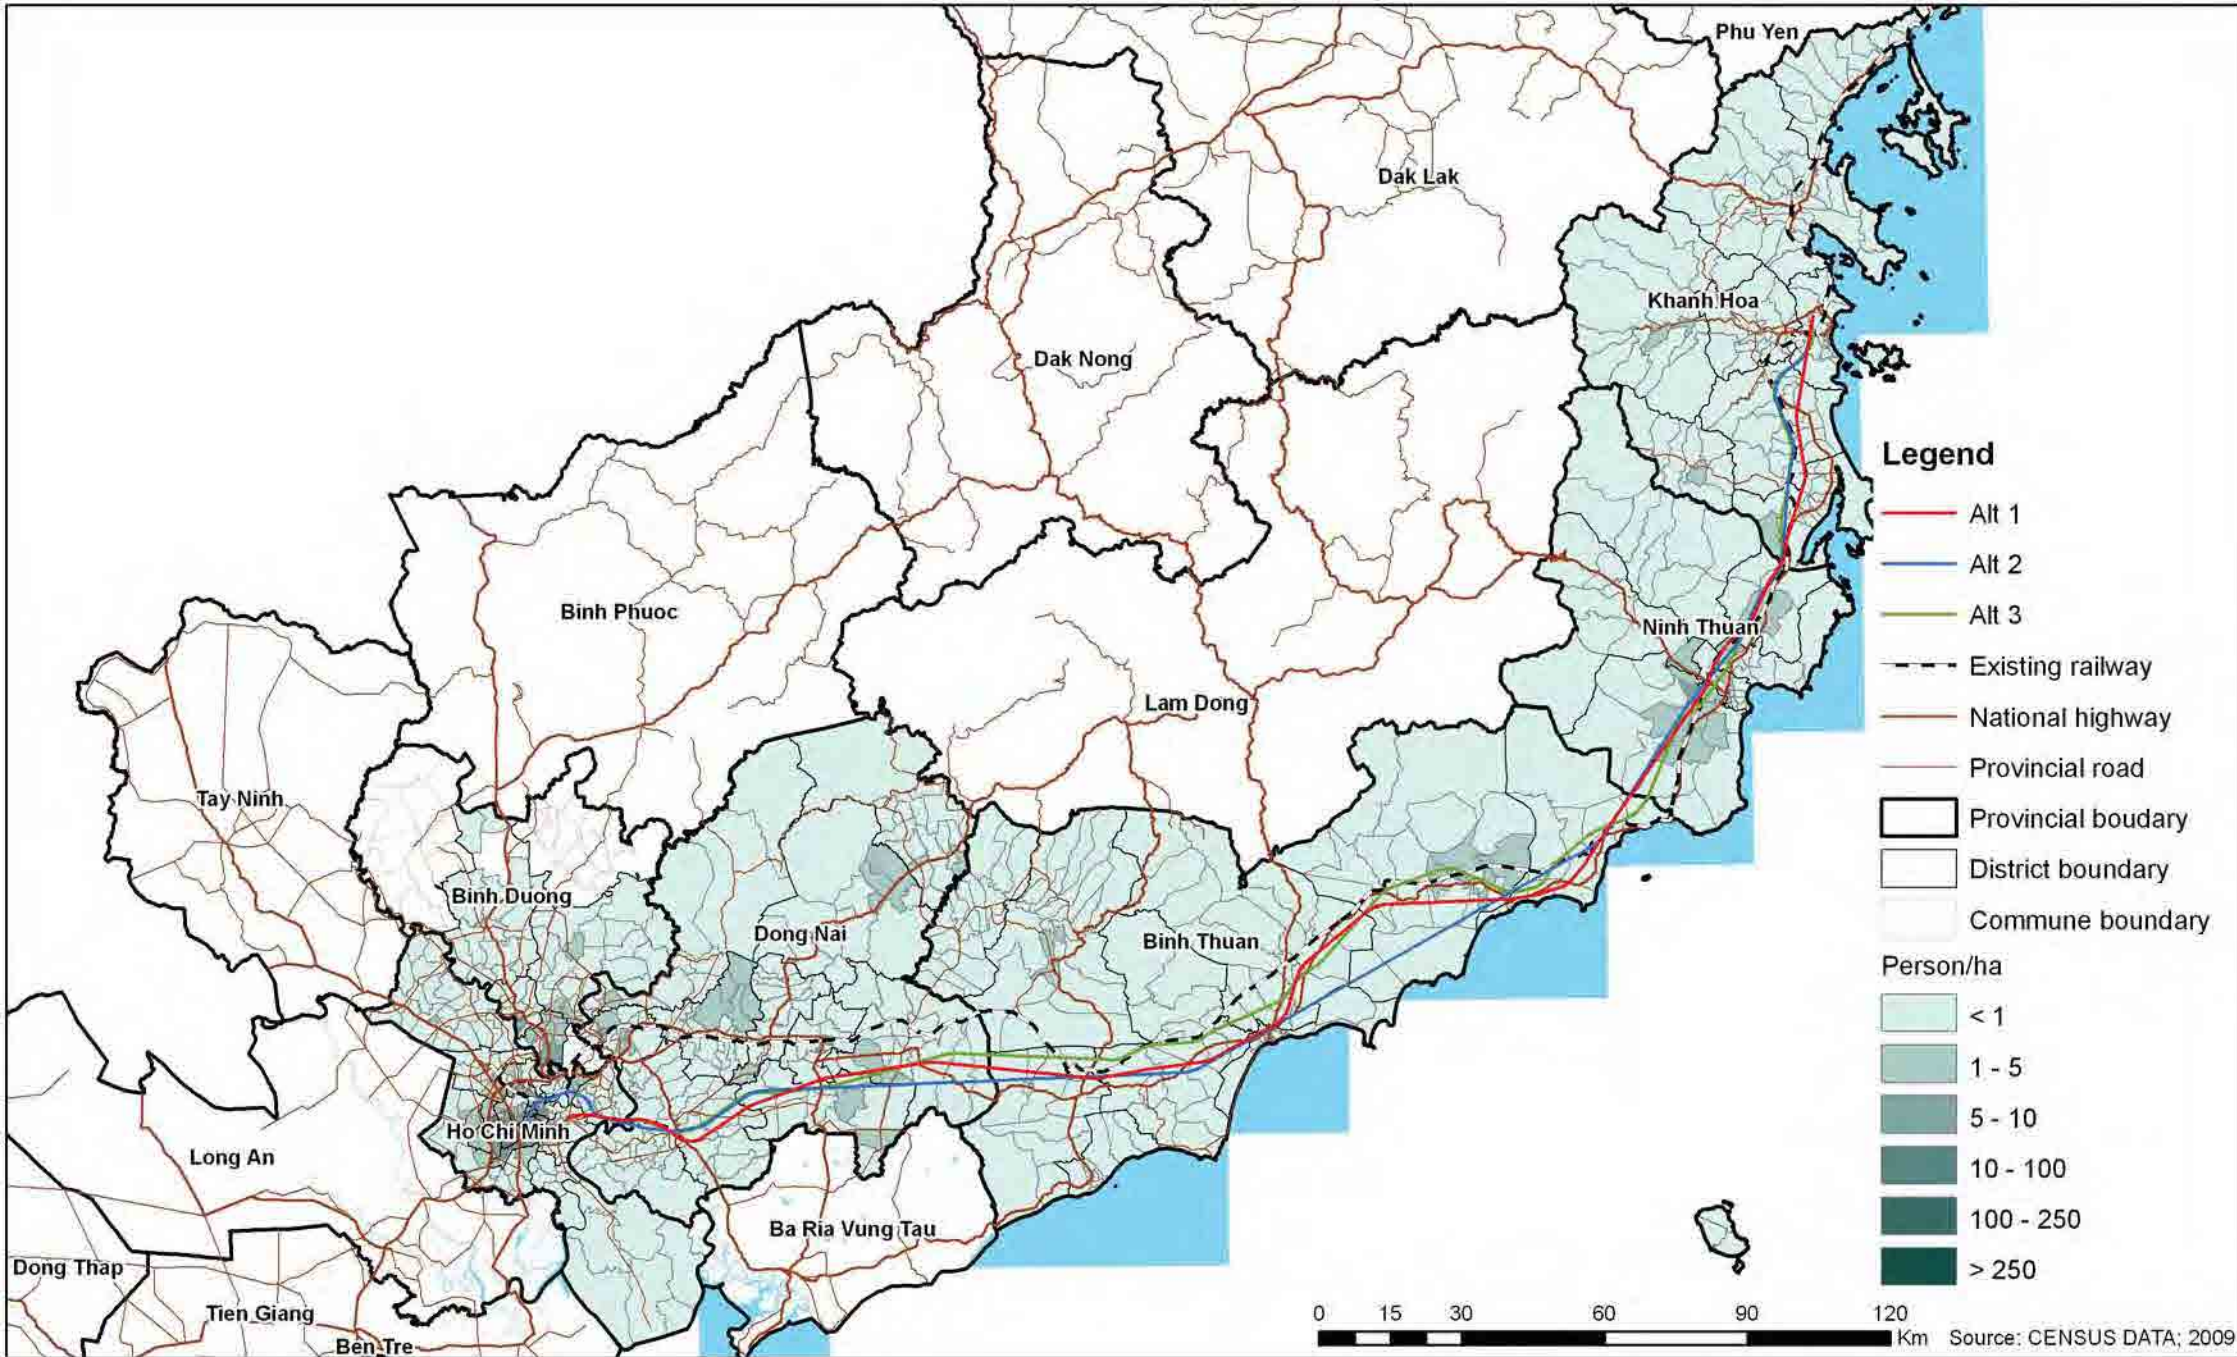 Phu Yen
Dak Lak
Khanh Hoa
Dak Nong
Binh Phuoc
Ninh Thuan
Lam Dong
Tay Ninh
Binh Duong
Dong Nai
Binh Thuan
Ho Chi Minh
Long An
Ba Ria Vung Tau
Dong Thap
Tien Giang
Ben Tre
Legend
Alt 1
Alt 2
Alt 3
Existing railway
National highway
Provincial road
Provincial boudary
District boundary
Commune boundary
Person/ha
< 1
1 - 5
5 - 10
10 - 100
100 - 250
> 250
0 15 30 60 90 120
Km Source: CENSUS DATA; 2009